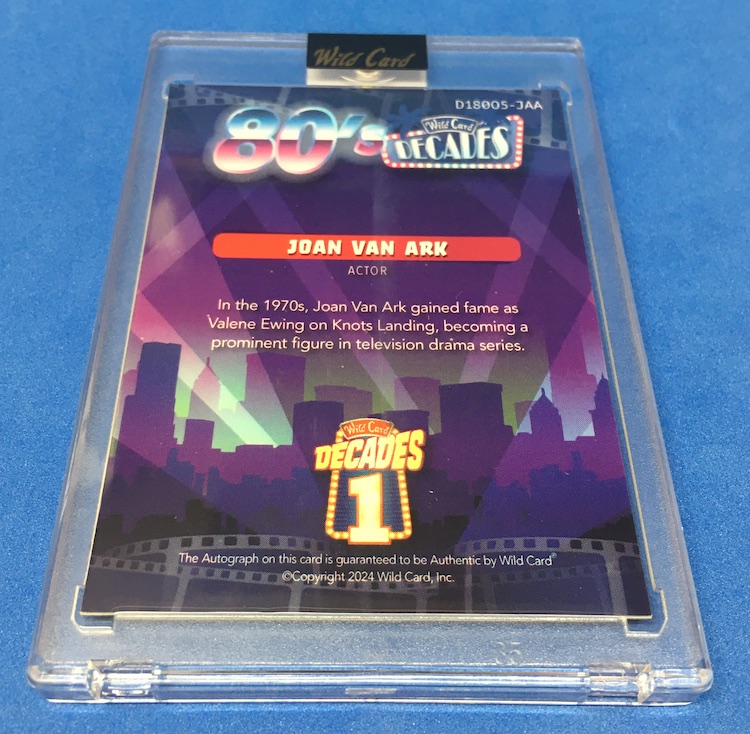 Wild Card
D180OS-JAA
80's
Wild Card
DECADES
JOAN VAN ARK
ACTOR
In the 1970s, Joan Van Ark gained fame as
Valene Ewing on Knots Landing, becoming a
prominent figure in television drama series.
Wild Card
DECADES
1
The Autograph on this card is guaranteed to be Authentic by Wild Card®
©Copyright 2024 Wild Card, Inc.
35